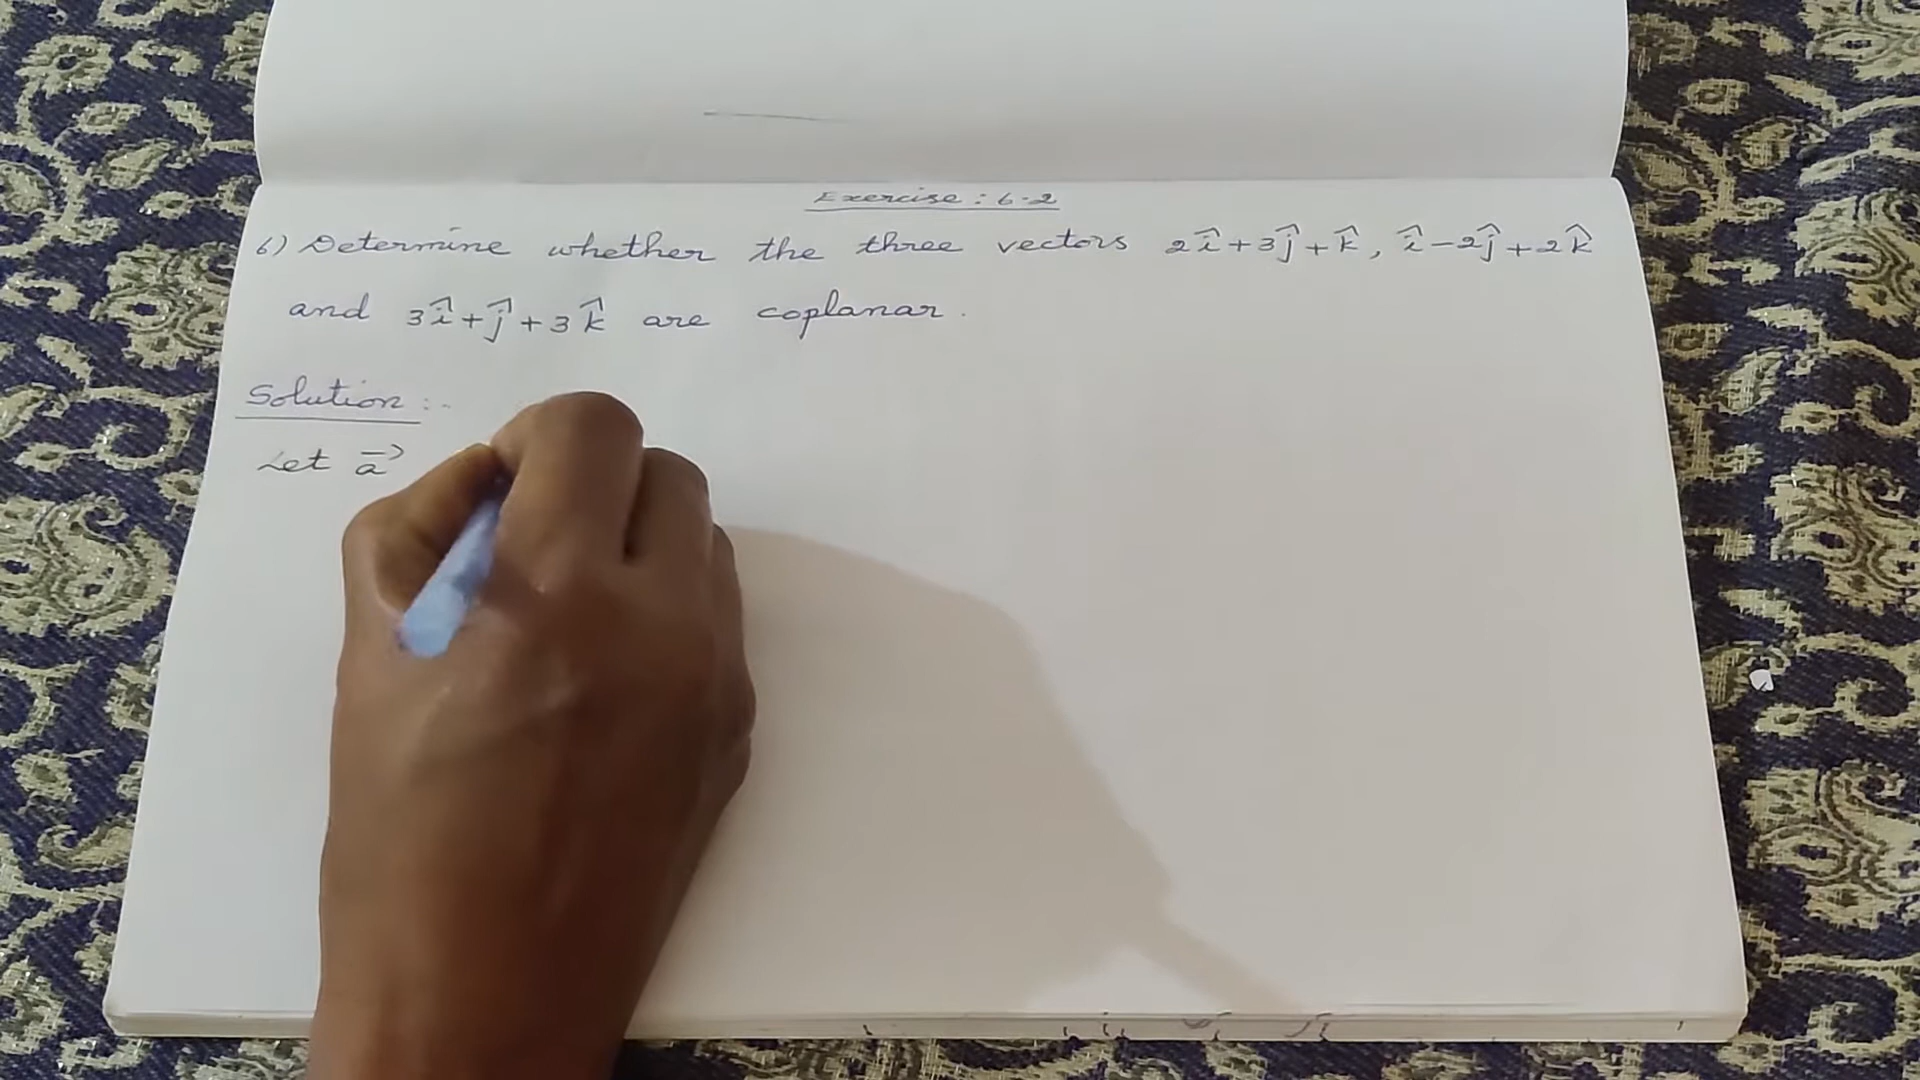 Exercise : 6.2
6) Determine whether the three vectors 2î+3ĵ+k̂, î-2ĵ+2k̂
and 3î+ĵ+3k̂ are coplanar.
Solution :-
Let a⃗